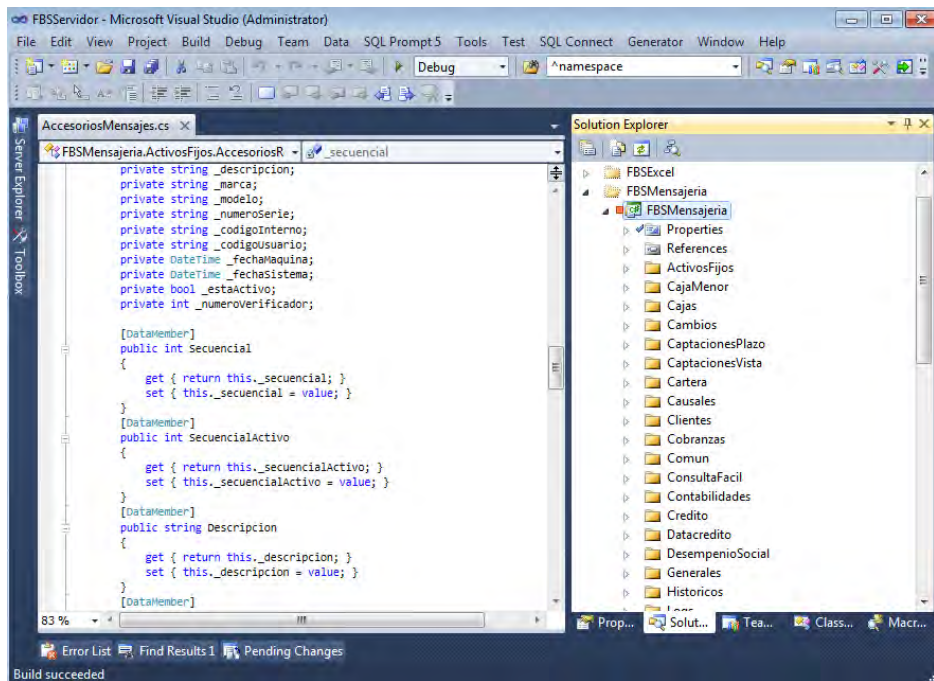 FBSServidor - Microsoft Visual Studio (Administrator)
File Edit View Project Build Debug Team Data SQL Prompt 5 Tools Test SQL Connect Generator Window Help
Debug ^namespace
AccesoriosMensajes.cs
FBSMensajeria.ActivosFijos.AccesoriosR _secuencial
private string _descripcion;
private string _marca;
private string _modelo;
private string _numeroSerie;
private string _codigoInterno;
private string _codigoUsuario;
private DateTime _fechaMaquina;
private DateTime _fechaSistema;
private bool _estaActivo;
private int _numeroVerificador;
[DataMember]
public int Secuencial
{
get { return this._secuencial; }
set { this._secuencial = value; }
}
[DataMember]
public int SecuencialActivo
{
get { return this._secuencialActivo; }
set { this._secuencialActivo = value; }
}
[DataMember]
public string Descripcion
{
get { return this._descripcion; }
set { this._descripcion = value; }
}
[DataMember]
83 %
Server Explorer
Toolbox
Solution Explorer
FBSExcel
FBSMensajeria
FBSMensajeria
Properties
References
ActivosFijos
CajaMenor
Cajas
Cambios
CaptacionesPlazo
CaptacionesVista
Cartera
Causales
Clientes
Cobranzas
Comun
ConsultaFacil
Contabilidades
Credito
Datacredito
DesempenioSocial
Generales
Historicos
Prop... Solut... Tea... Class... Macr...
Error List Find Results 1 Pending Changes
Build succeeded